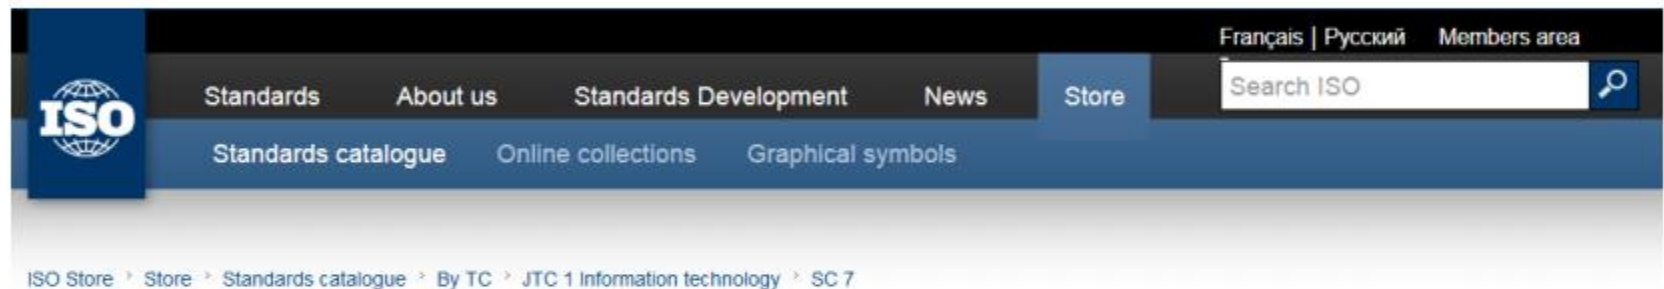 Français | Русский Members area
Standards About us Standards Development News Store Search ISO
ISO
Standards catalogue Online collections Graphical symbols
ISO Store > Store > Standards catalogue > By TC > JTC 1 Information technology > SC 7